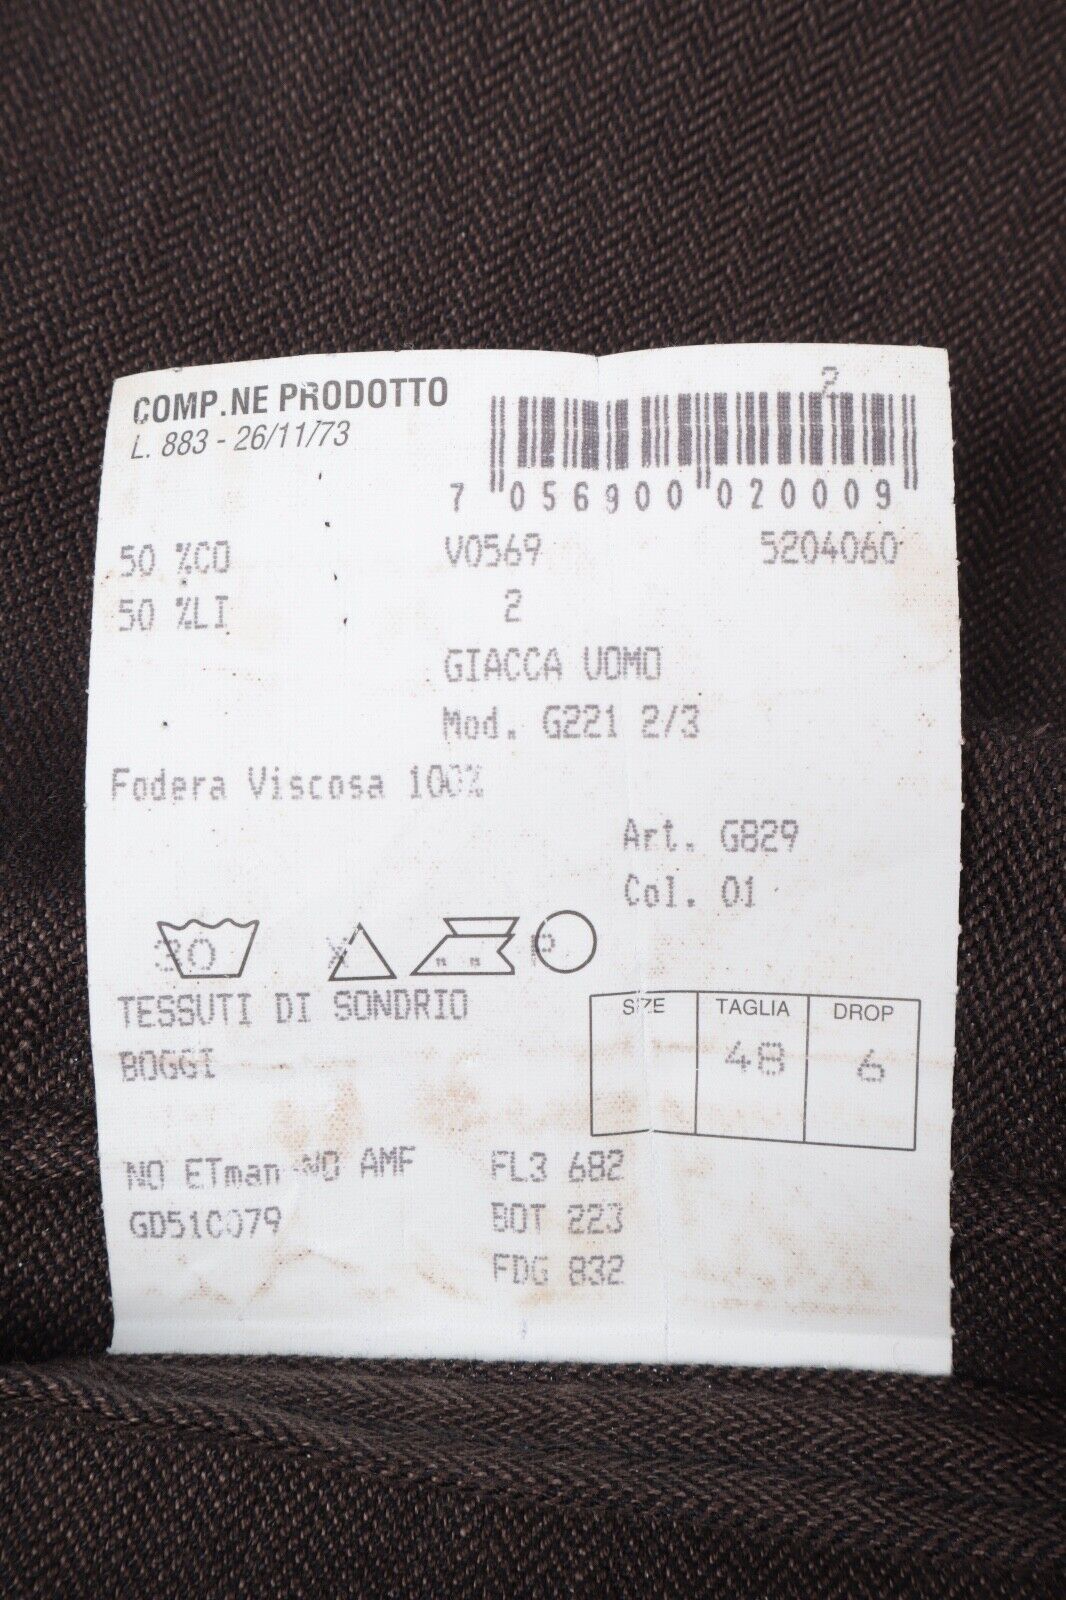 COMP.NE PRODOTTO
L. 883 - 26/11/73
2
7 056900 020009
50 %CO V0569 5204060
50 %LI 2
GIACCA UOMO
Mod. G221 2/3
Fodera Viscosa 100%
Art. G829
Col. 01
30 X .. P
TESSUTI DI SONDRIO
BOGGI
SIZE TAGLIA DROP
48 6
NO ETman NO AMF FL3 682
GD510079 BOT 223
FDG 832